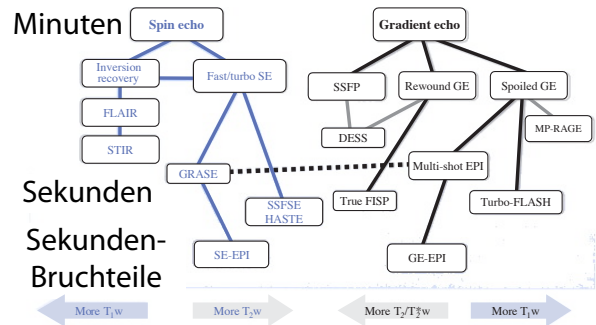 Minuten
Spin echo
Gradient echo
Inversion
recovery
Fast/turbo SE
SSFP
Rewound GE
Spoiled GE
FLAIR
DESS
MP-RAGE
STIR
GRASE
Multi-shot EPI
Sekunden
SSFSE
HASTE
True FISP
Turbo-FLASH
Sekunden-
Bruchteile
SE-EPI
GE-EPI
More T₁w
More T₂w
More T₂/T₂*w
More T₁w